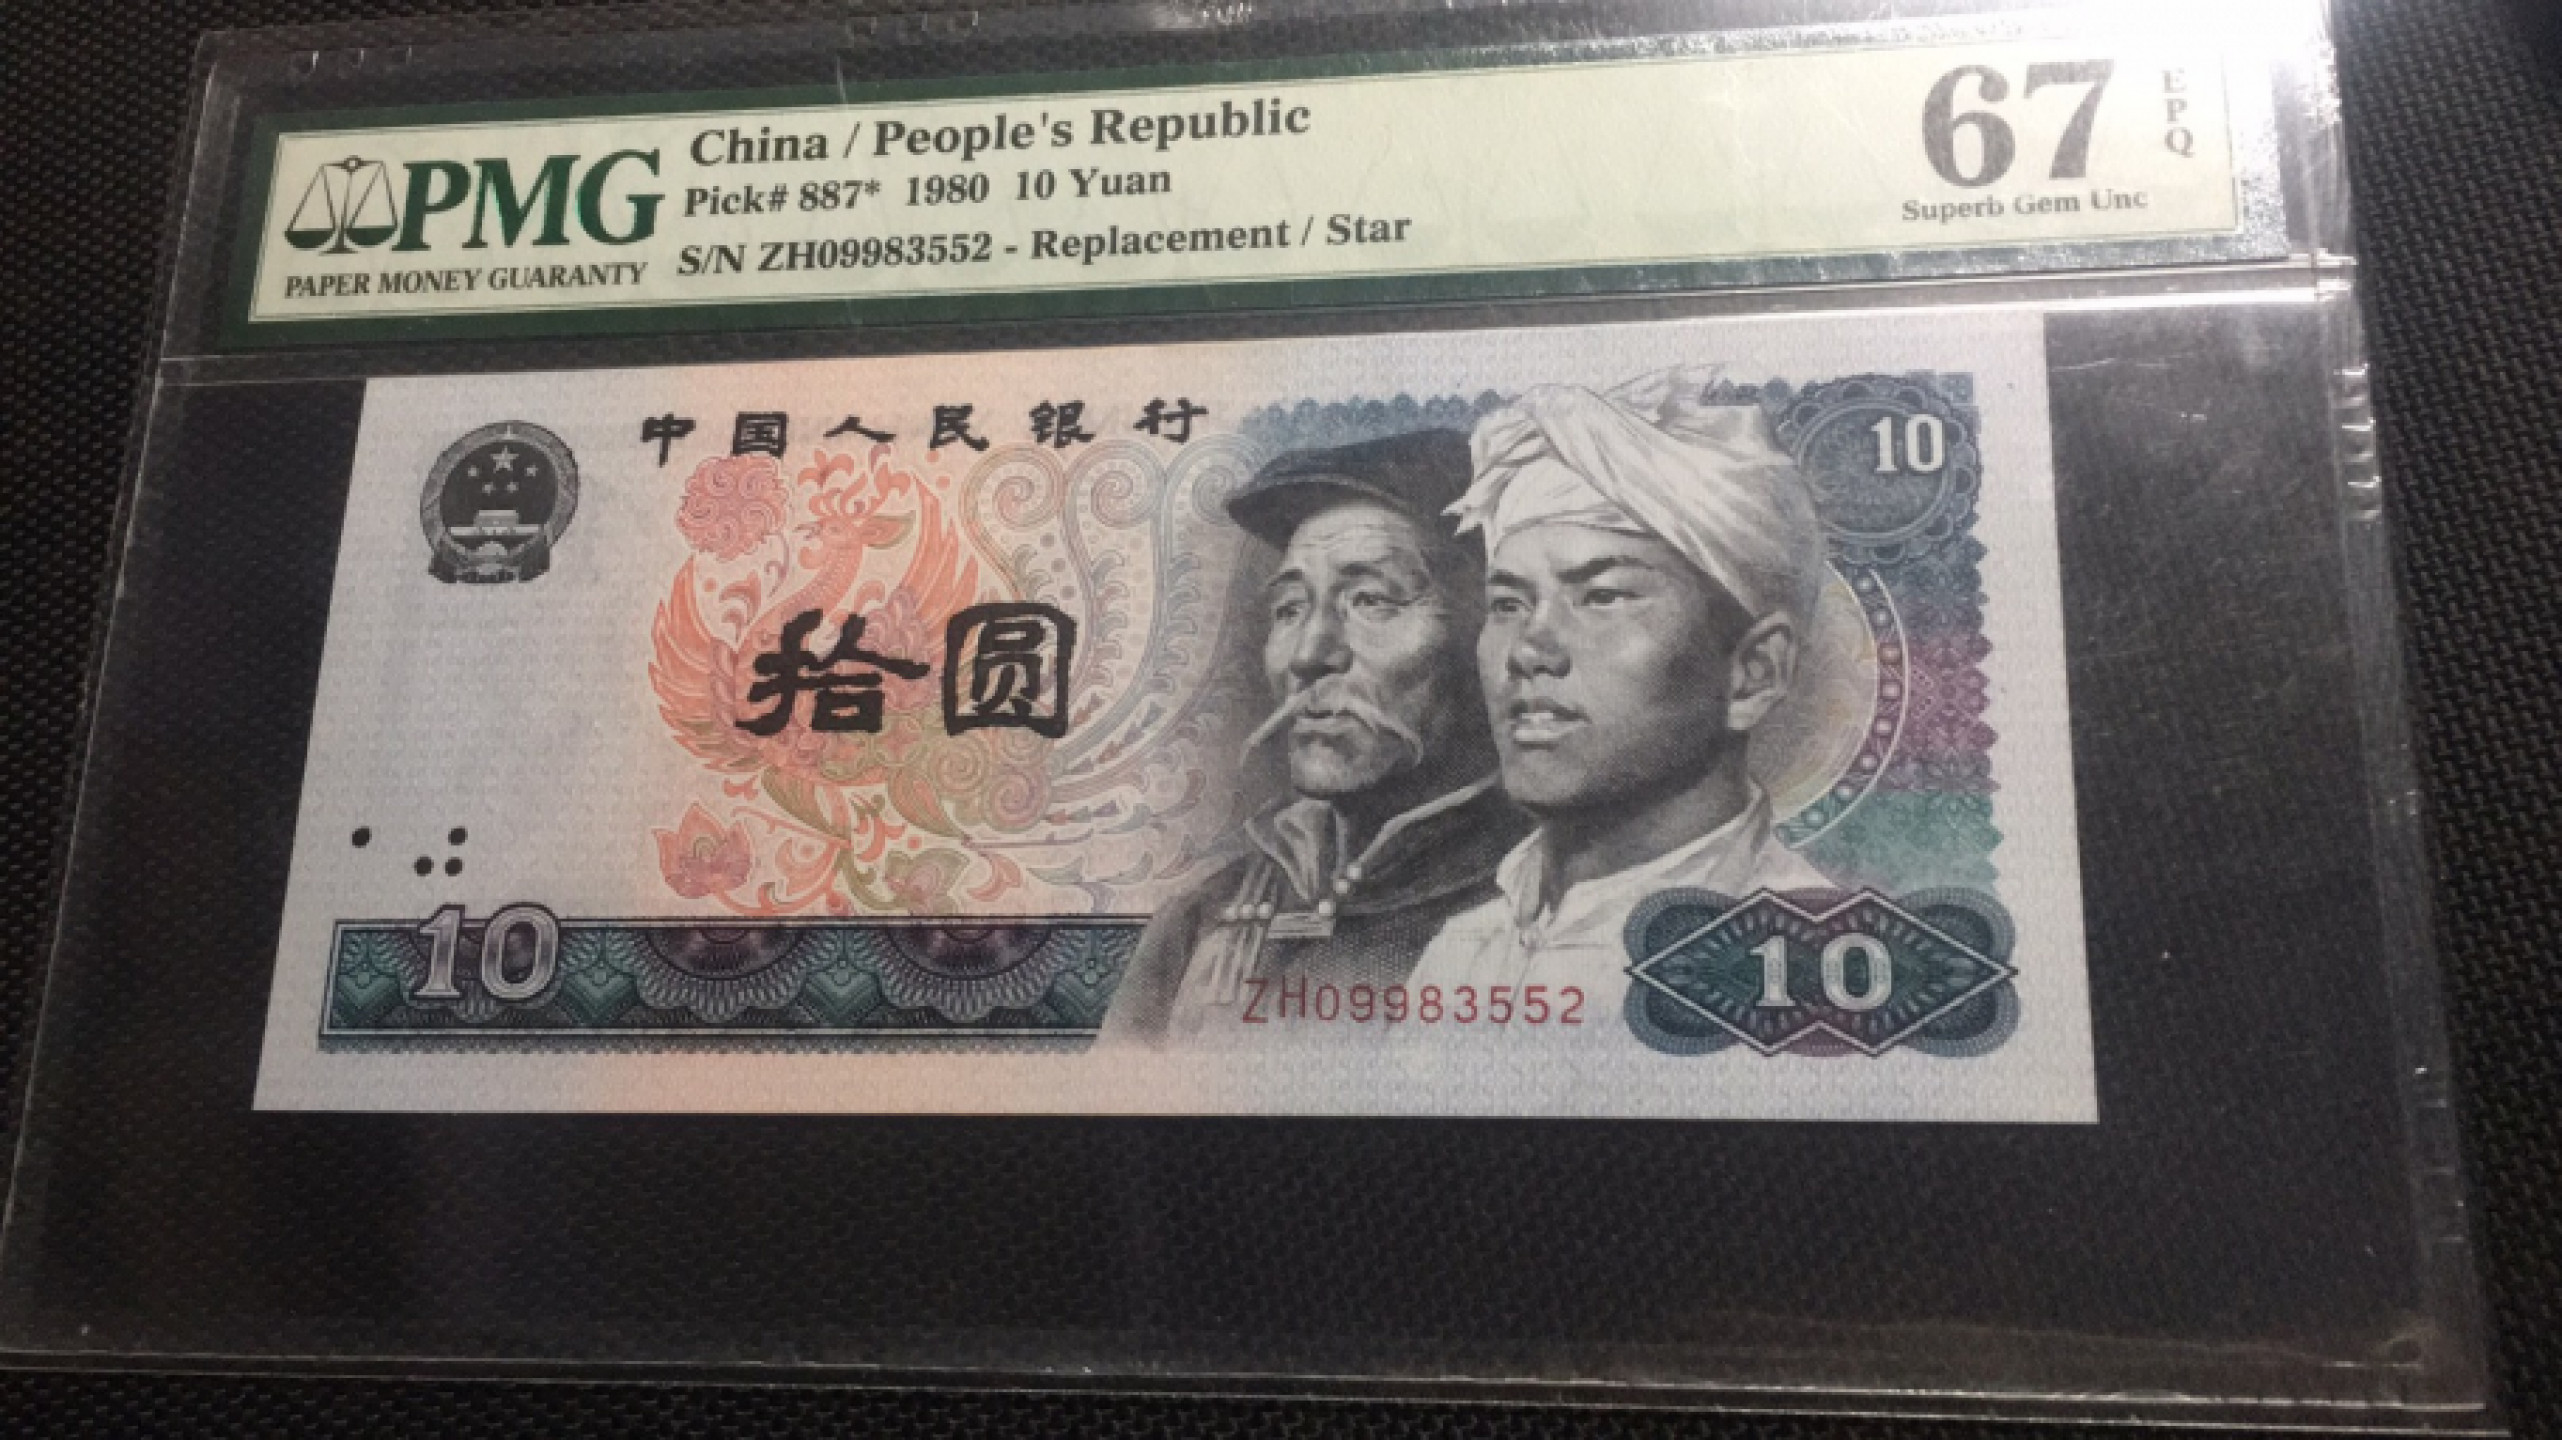 PMG
PAPER MONEY GUARANTY
China / People's Republic
Pick# 887* 1980 10 Yuan
S/N ZH09983552 - Replacement / Star
67
EPQ
Superb Gem Unc
中国人民银行
10
拾圆
10
ZH09983552
10